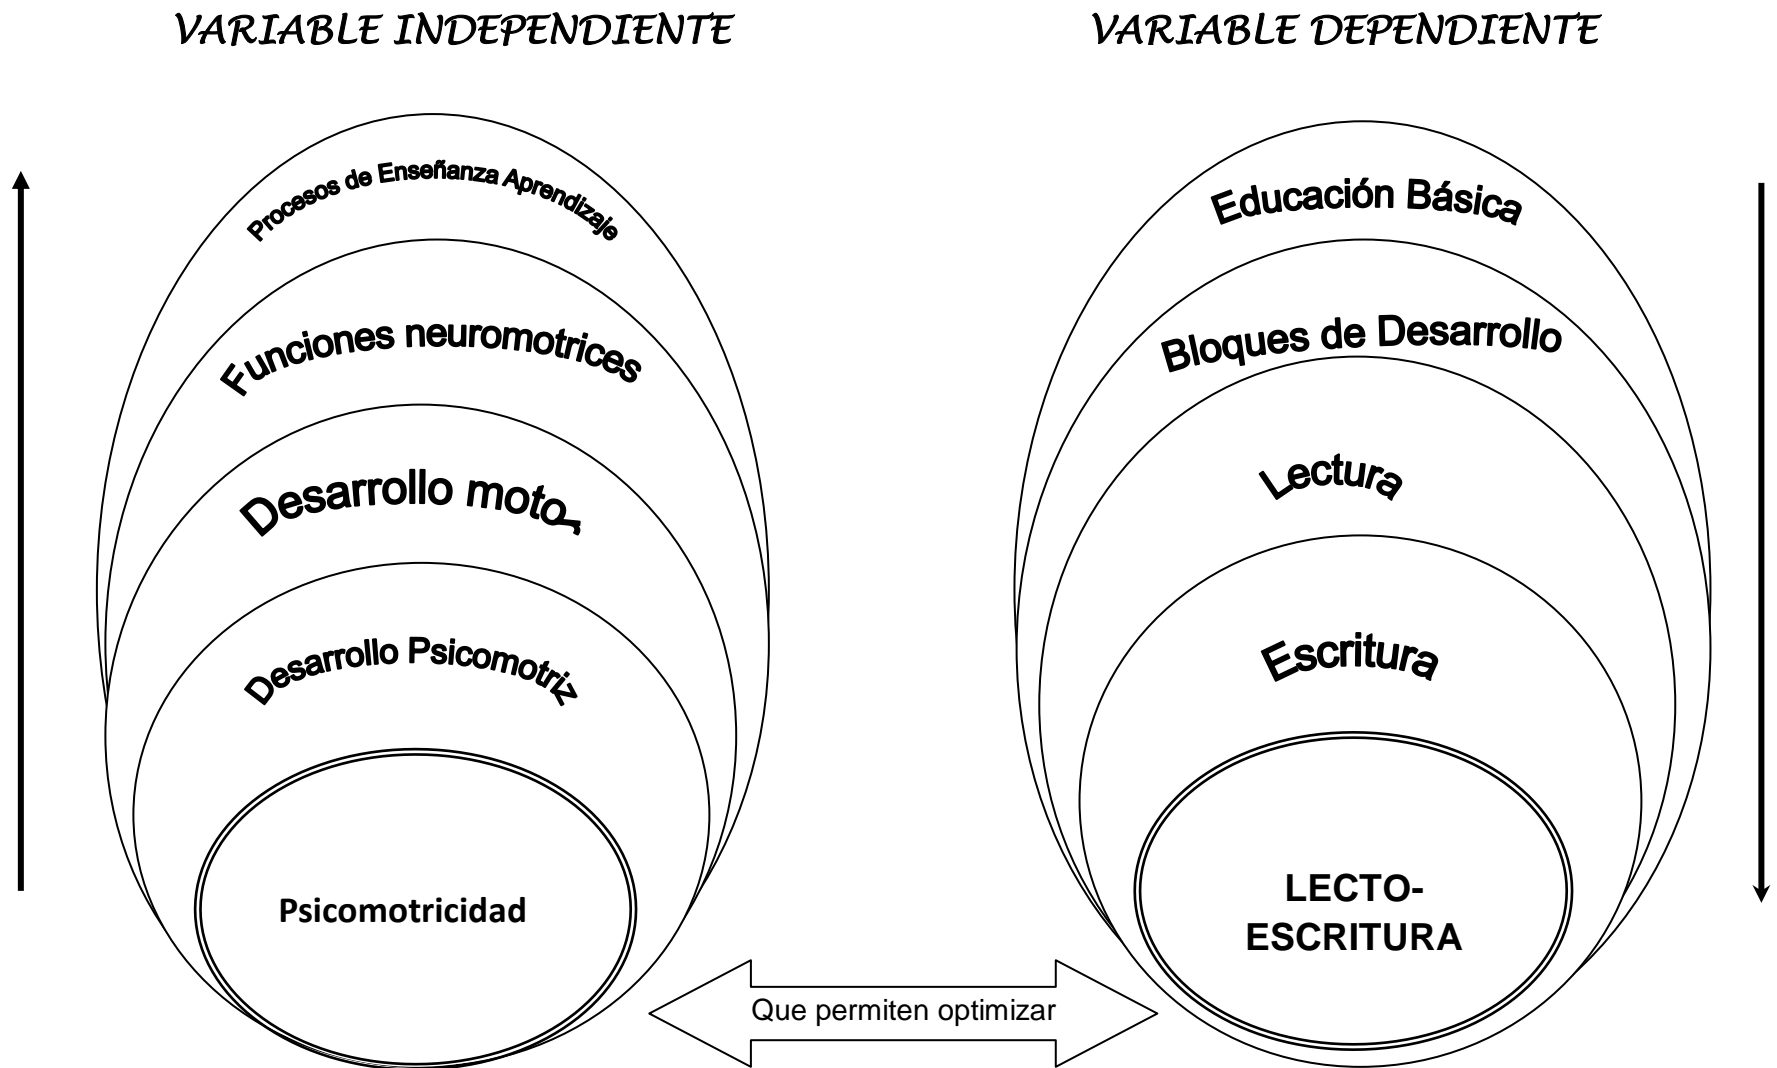 VARIABLE INDEPENDIENTE
VARIABLE DEPENDIENTE
Procesos de Enseñanza Aprendizaje
Funciones neuromotrices
Desarrollo motor
Desarrollo Psicomotriz
Psicomotricidad
Educación Básica
Bloques de Desarrollo
Lectura
Escritura
LECTO-
ESCRITURA
Que permiten optimizar